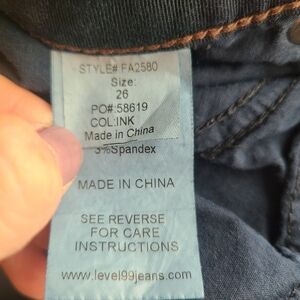 STYLE# FA2580
Size:
26
PO#:58619
COL:INK
Made in China
3%Spandex
MADE IN CHINA
SEE REVERSE
FOR CARE
INSTRUCTIONS
www.level99jeans.com